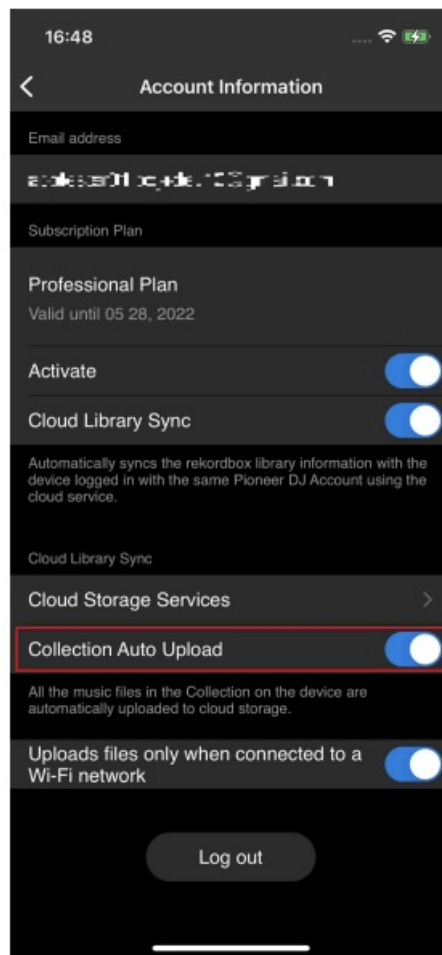 16:48
Account Information
Email address
Subscription Plan
Professional Plan
Valid until 05 28, 2022
Activate
Cloud Library Sync
Automatically syncs the rekordbox library information with the
device logged in with the same Pioneer DJ Account using the
cloud service.
Cloud Library Sync
Cloud Storage Services
Collection Auto Upload
All the music files in the Collection on the device are
automatically uploaded to cloud storage.
Uploads files only when connected to a
Wi-Fi network
Log out